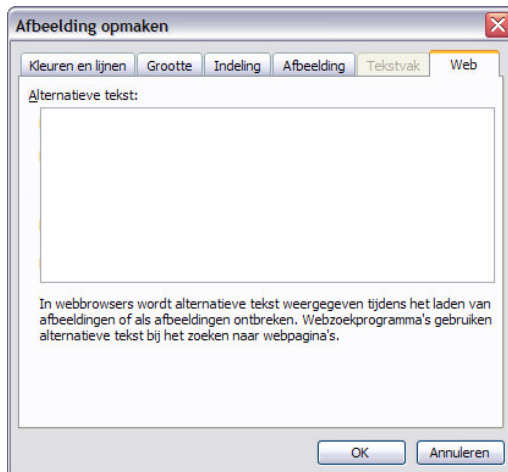 Afbeelding opmaken
Kleuren en lijnen Grootte Indeling Afbeelding Tekstvak Web
Alternatieve tekst:
In webbrowsers wordt alternatieve tekst weergegeven tijdens het laden van
afbeeldingen of als afbeeldingen ontbreken. Webzoekprogramma's gebruiken
alternatieve tekst bij het zoeken naar webpagina's.
OK Annuleren